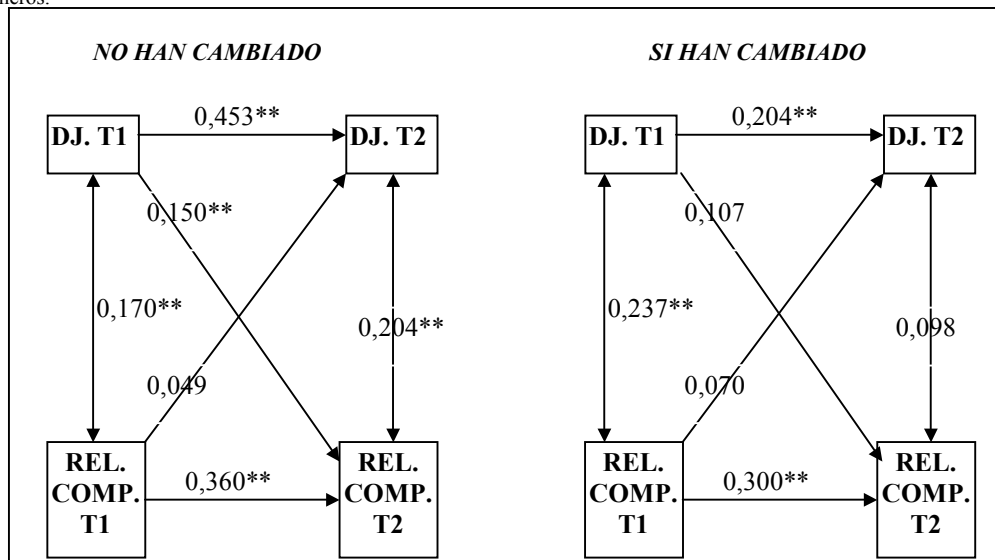 NO HAN CAMBIADO
SI HAN CAMBIADO
DJ. T1
0,453**
DJ. T2
0,150**
0,170**
0,204**
0,049
REL.
COMP.
T1
0,360**
REL.
COMP.
T2
DJ. T1
0,204**
DJ. T2
0,107
0,237**
0,098
0,070
REL.
COMP.
T1
0,300**
REL.
COMP.
T2